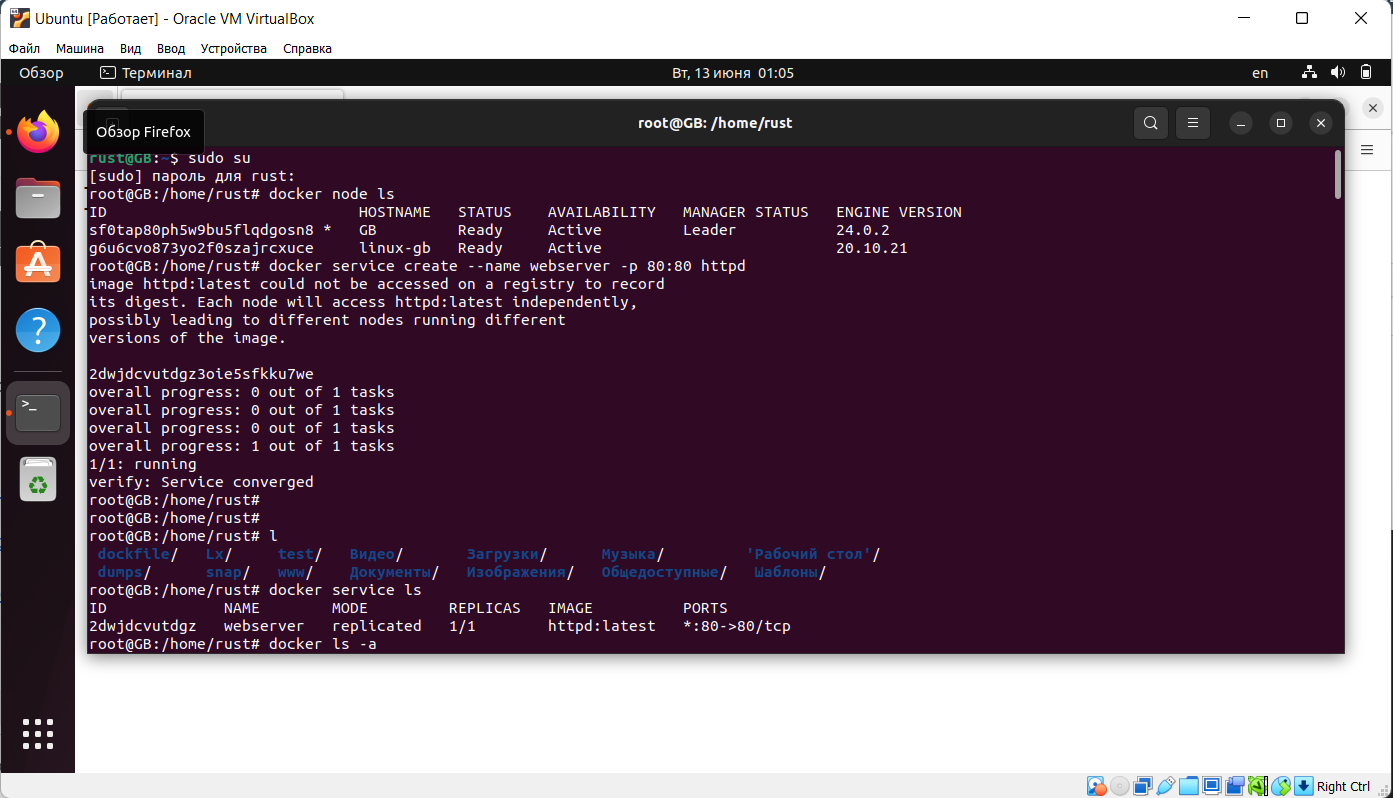 Ubuntu [Работает] - Oracle VM VirtualBox
Файл Машина Вид Ввод Устройства Справка
Обзор Терминал Вт, 13 июня 01:05 en
Обзор Firefox
root@GB: /home/rust
rust@GB:~$ sudo su
[sudo] пароль для rust:
root@GB:/home/rust# docker node ls
ID HOSTNAME STATUS AVAILABILITY MANAGER STATUS ENGINE VERSION
sf0tap80ph5w9bu5flqdgosn8 * GB Ready Active Leader 24.0.2
g6u6cvo873yo2f0szajrcxuce linux-gb Ready Active 20.10.21
root@GB:/home/rust# docker service create --name webserver -p 80:80 httpd
image httpd:latest could not be accessed on a registry to record
its digest. Each node will access httpd:latest independently,
possibly leading to different nodes running different
versions of the image.
2dwjdcvutdgz3oie5sfkku7we
overall progress: 0 out of 1 tasks
overall progress: 0 out of 1 tasks
overall progress: 0 out of 1 tasks
overall progress: 1 out of 1 tasks
1/1: running
verify: Service converged
root@GB:/home/rust#
root@GB:/home/rust#
root@GB:/home/rust# l
dockfile/ Lx/ test/ Видео/ Загрузки/ Музыка/ 'Рабочий стол'/
dumps/ snap/ www/ Документы/ Изображения/ Общедоступные/ Шаблоны/
root@GB:/home/rust# docker service ls
ID NAME MODE REPLICAS IMAGE PORTS
2dwjdcvutdgz webserver replicated 1/1 httpd:latest *:80->80/tcp
root@GB:/home/rust# docker ls -a
Right Ctrl